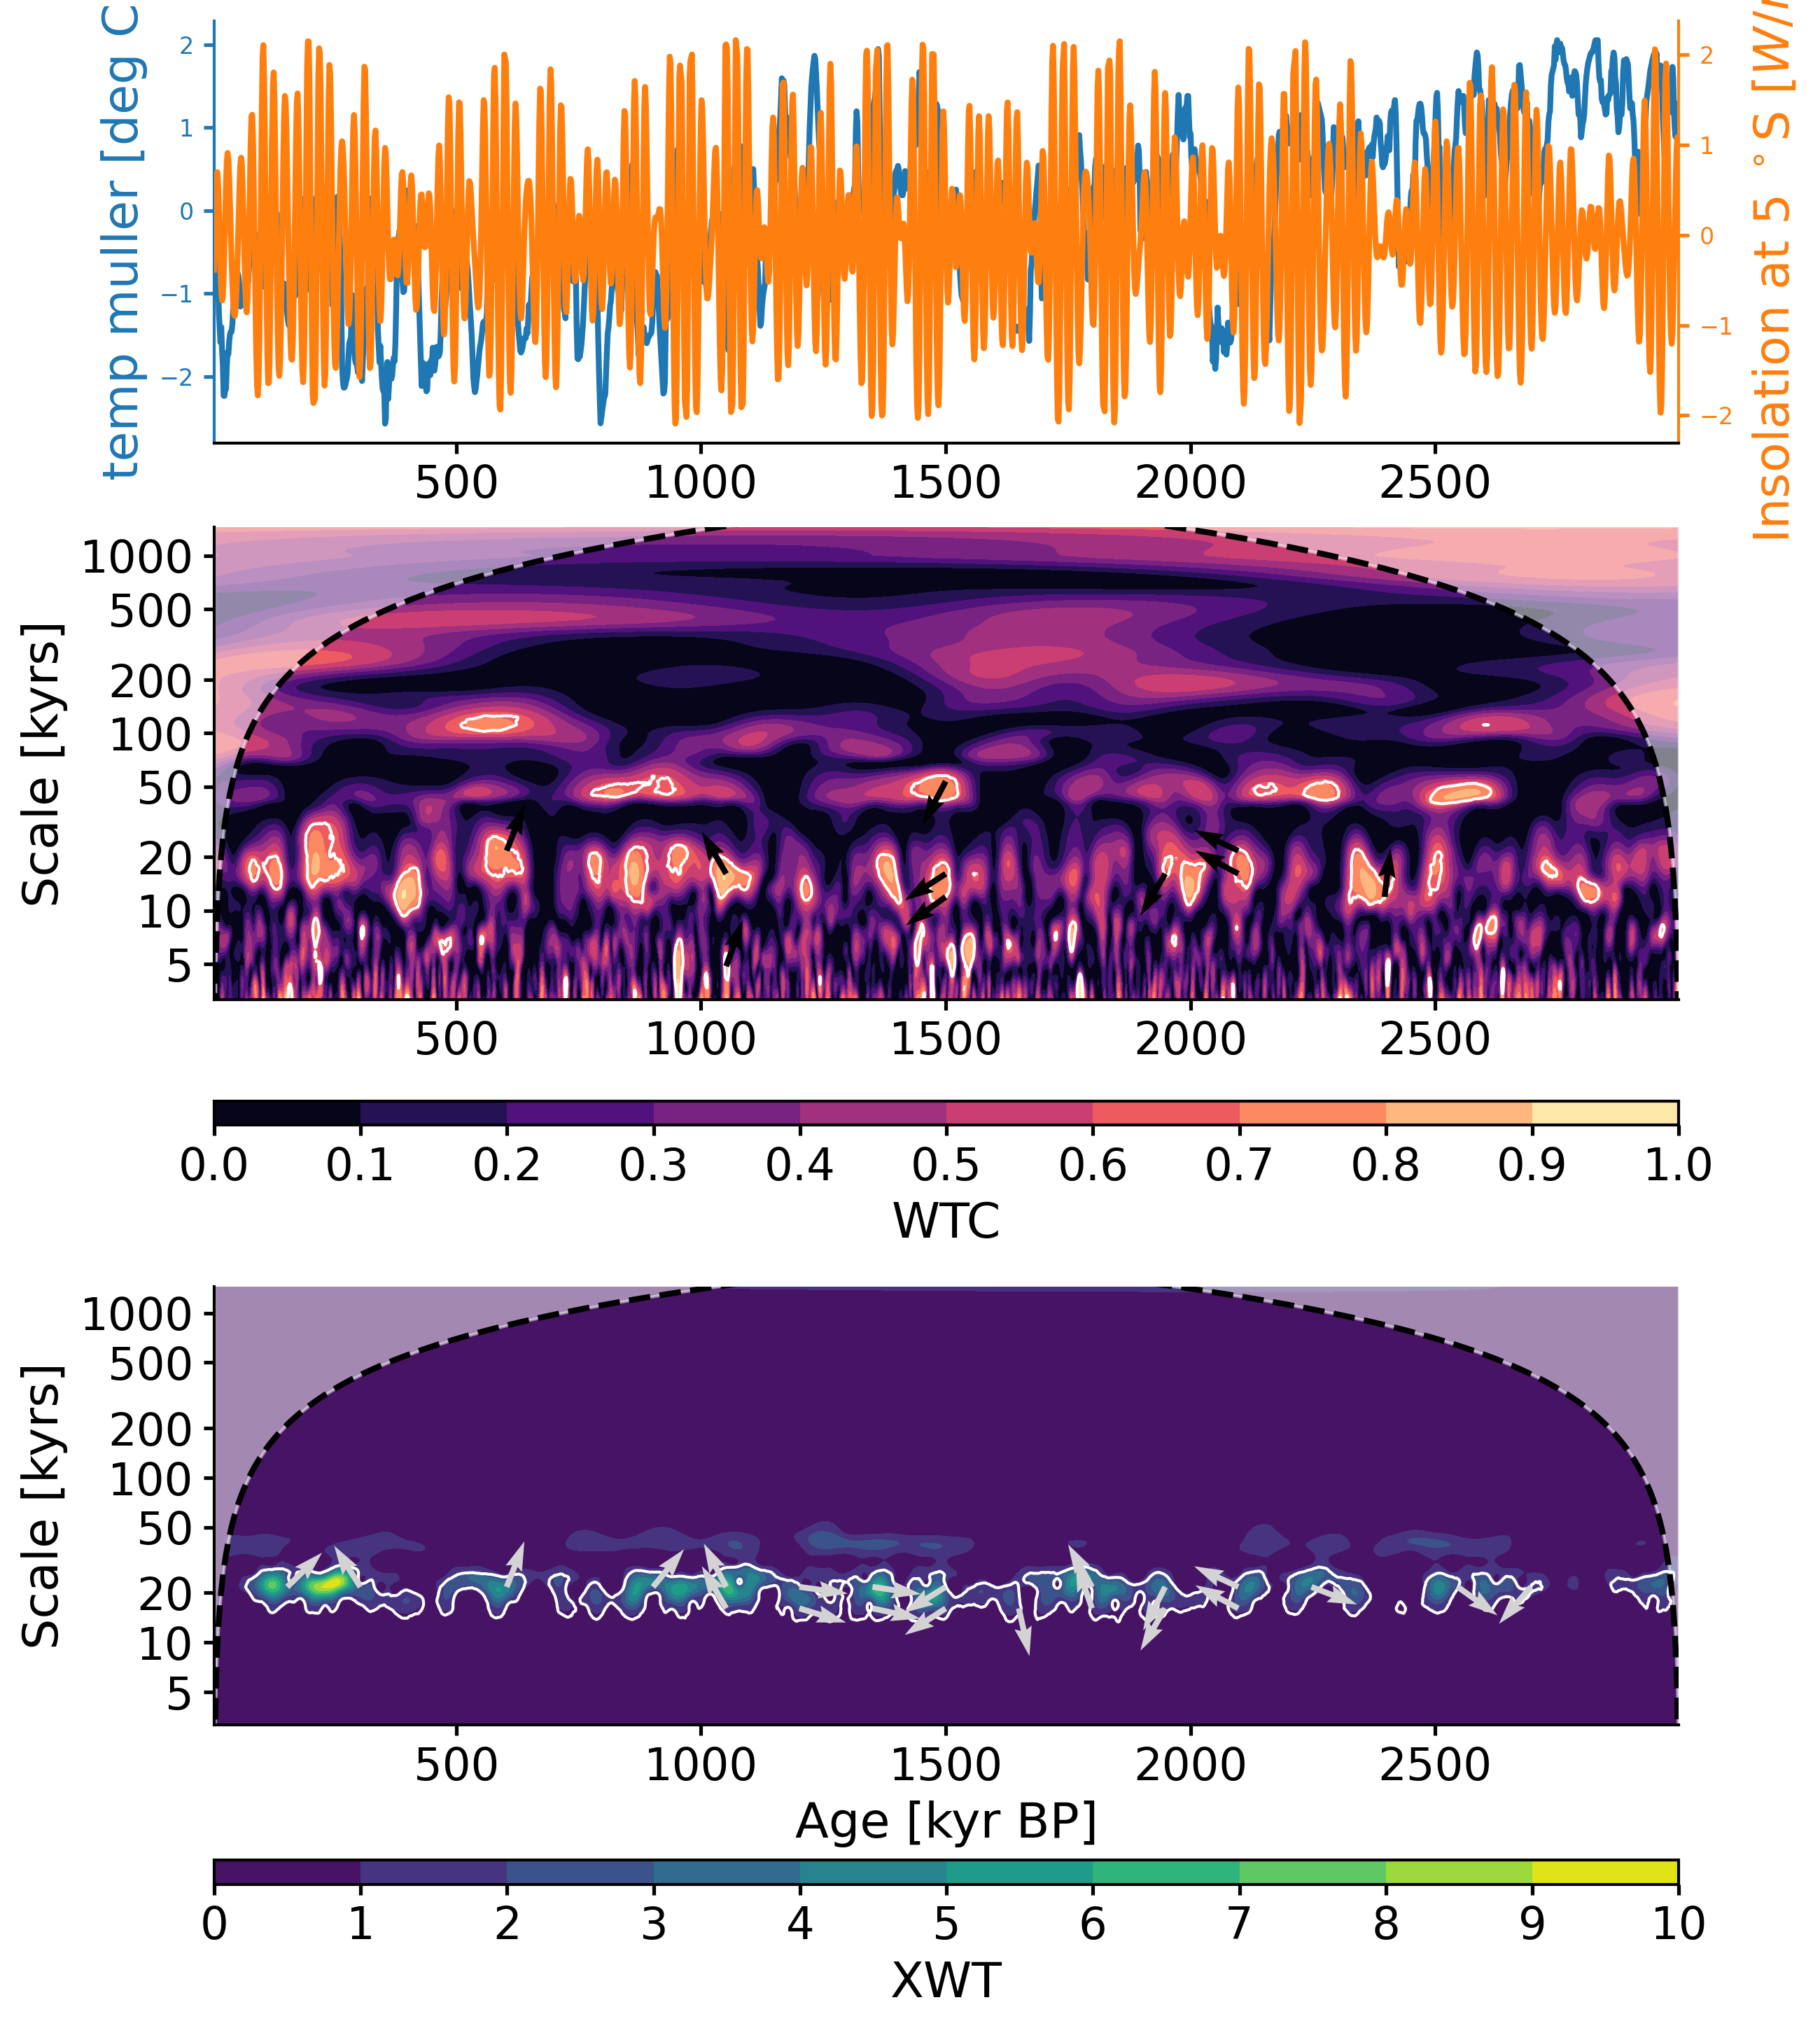 temp muller [deg C
2
1
0
−1
−2
2
1
0
−1
−2
Insolation at 5 °S [W/
500 1000 1500 2000 2500
Scale [kyrs]
1000
500
200
100
50
20
10
5
500 1000 1500 2000 2500
0.0 0.1 0.2 0.3 0.4 0.5 0.6 0.7 0.8 0.9 1.0
WTC
Scale [kyrs]
1000
500
200
100
50
20
10
5
500 1000 1500 2000 2500
Age [kyr BP]
0 1 2 3 4 5 6 7 8 9 10
XWT